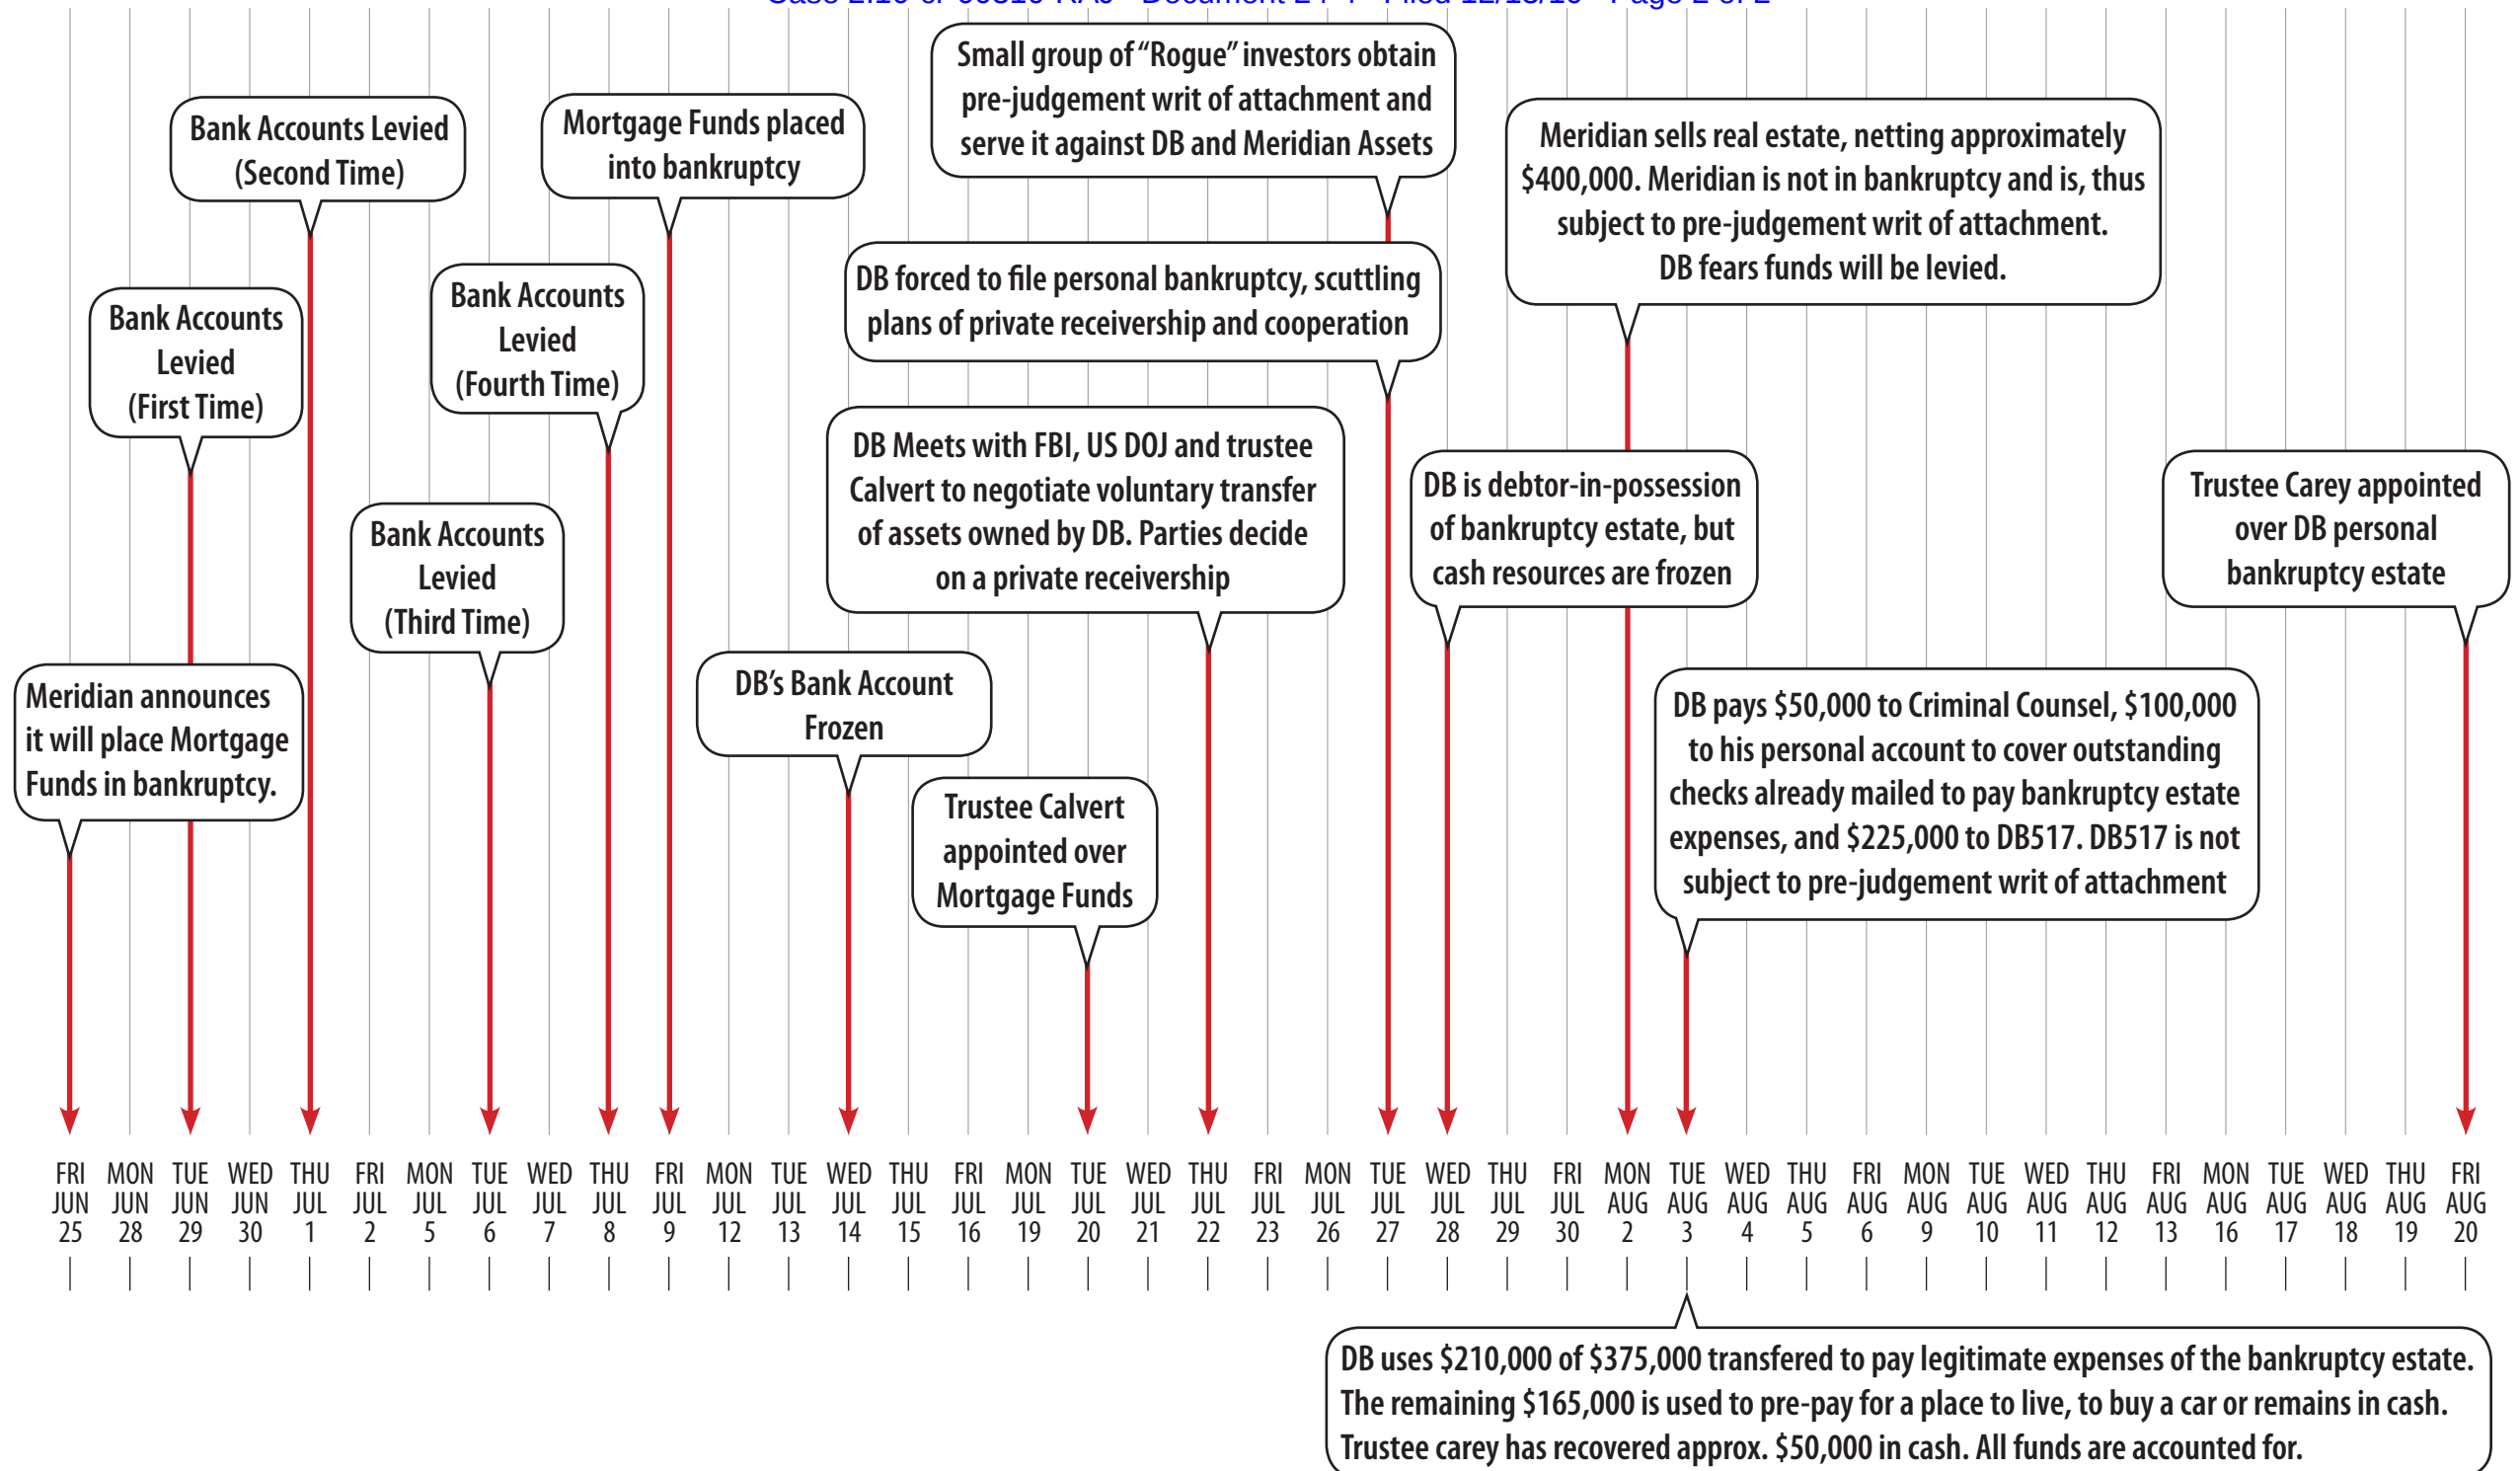 Small group of “Rogue” investors obtain
pre-judgement writ of attachment and
serve it against DB and Meridian Assets
Bank Accounts Levied
(Second Time)
Mortgage Funds placed
into bankruptcy
Meridian sells real estate, netting approximately
$400,000. Meridian is not in bankruptcy and is, thus
subject to pre-judgement writ of attachment.
DB fears funds will be levied.
Bank Accounts
Levied
(First Time)
Bank Accounts
Levied
(Fourth Time)
DB forced to file personal bankruptcy, scuttling
plans of private receivership and cooperation
DB Meets with FBI, US DOJ and trustee
Calvert to negotiate voluntary transfer
of assets owned by DB. Parties decide
on a private receivership
DB is debtor-in-possession
of bankruptcy estate, but
cash resources are frozen
Trustee Carey appointed
over DB personal
bankruptcy estate
Bank Accounts
Levied
(Third Time)
Meridian announces
it will place Mortgage
Funds in bankruptcy.
DB’s Bank Account
Frozen
DB pays $50,000 to Criminal Counsel, $100,000
to his personal account to cover outstanding
checks already mailed to pay bankruptcy estate
expenses, and $225,000 to DB517. DB517 is not
subject to pre-judgement writ of attachment
Trustee Calvert
appointed over
Mortgage Funds
FRI MON TUE WED THU FRI MON TUE WED THU FRI MON TUE WED THU FRI MON TUE WED THU FRI MON TUE WED THU FRI MON TUE WED THU FRI MON TUE WED THU FRI MON TUE WED THU FRI
JUN JUN JUN JUN JUL JUL JUL JUL JUL JUL JUL JUL JUL JUL JUL JUL JUL JUL JUL JUL JUL JUL JUL JUL JUL JUL AUG AUG AUG AUG AUG AUG AUG AUG AUG AUG AUG AUG AUG AUG AUG
25 28 29 30 1 2 5 6 7 8 9 12 13 14 15 16 19 20 21 22 23 26 27 28 29 30 2 3 4 5 6 9 10 11 12 13 16 17 18 19 20
DB uses $210,000 of $375,000 transfered to pay legitimate expenses of the bankruptcy estate.
The remaining $165,000 is used to pre-pay for a place to live, to buy a car or remains in cash.
Trustee carey has recovered approx. $50,000 in cash. All funds are accounted for.